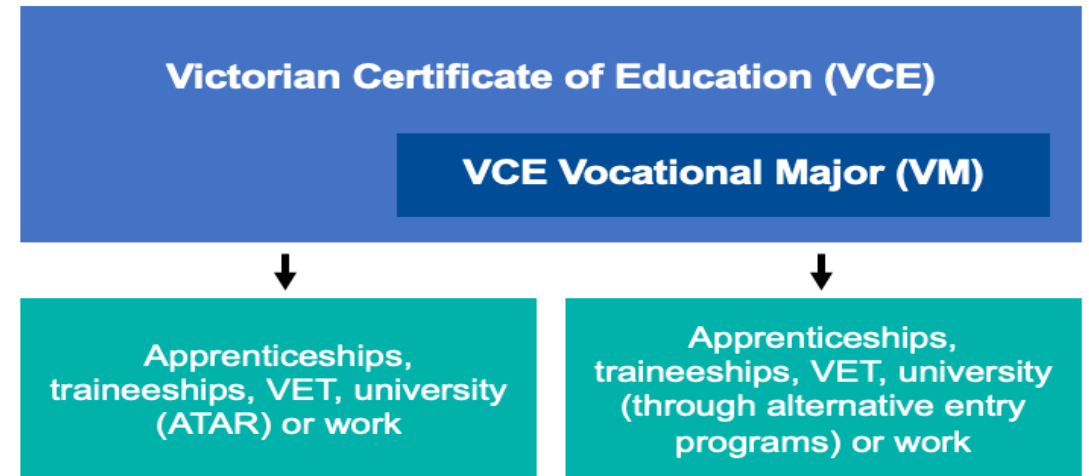 Victorian Certificate of Education (VCE)
VCE Vocational Major (VM)
Apprenticeships,
traineeships, VET, university
(ATAR) or work
Apprenticeships,
traineeships, VET, university
(through alternative entry
programs) or work